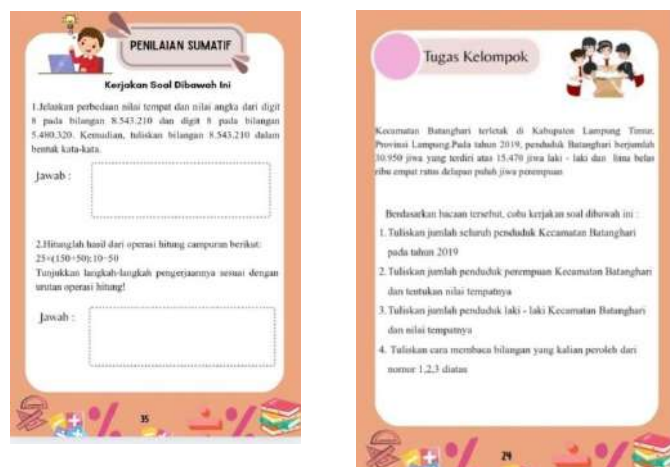 PENILAIAN SUMATIF
Kerjakan Soal Dibawah Ini
1.Jelaskan perbedaan nilai tempat dan nilai angka dari digit
8 pada bilangan 8.543.210 dan digit 8 pada bilangan
5.480.320. Kemudian, tuliskan bilangan 8.543.210 dalam
bentuk kata-kata.
Jawab :
2.Hitunglah hasil dari operasi hitung campuran berikut:
Tunjukkan langkah-langkah pengerjaannya sesuai dengan
urutan operasi hitung!
Jawab :
35
Tugas Kelompok
Kecamatan Batanghari terletak di Kabupaten Lampung Timur,
Provinsi Lampung.Pada tahun 2019, penduduk Batanghari berjumlah
30.950 jiwa yang terdiri atas 15.470 jiwa laki - laki dan lima belas
ribu empat ratus delapan puluh jiwa perempuan
Berdasarkan bacaan tersebut, coba kerjakan soal dibawah ini :
1. Tuliskan jumlah seluruh penduduk Kecamatan Batanghari
pada tahun 2019
2. Tuliskan jumlah penduduk perempuan Kecamatan Batanghari
dan tentukan nilai tempatnya
3. Tuliskan jumlah penduduk laki - laki Kecamatan Batanghari
dan nilai tempatnya
4. Tuliskan cara membaca bilangan yang kalian peroleh dari
nomor 1,2,3 diatas
24